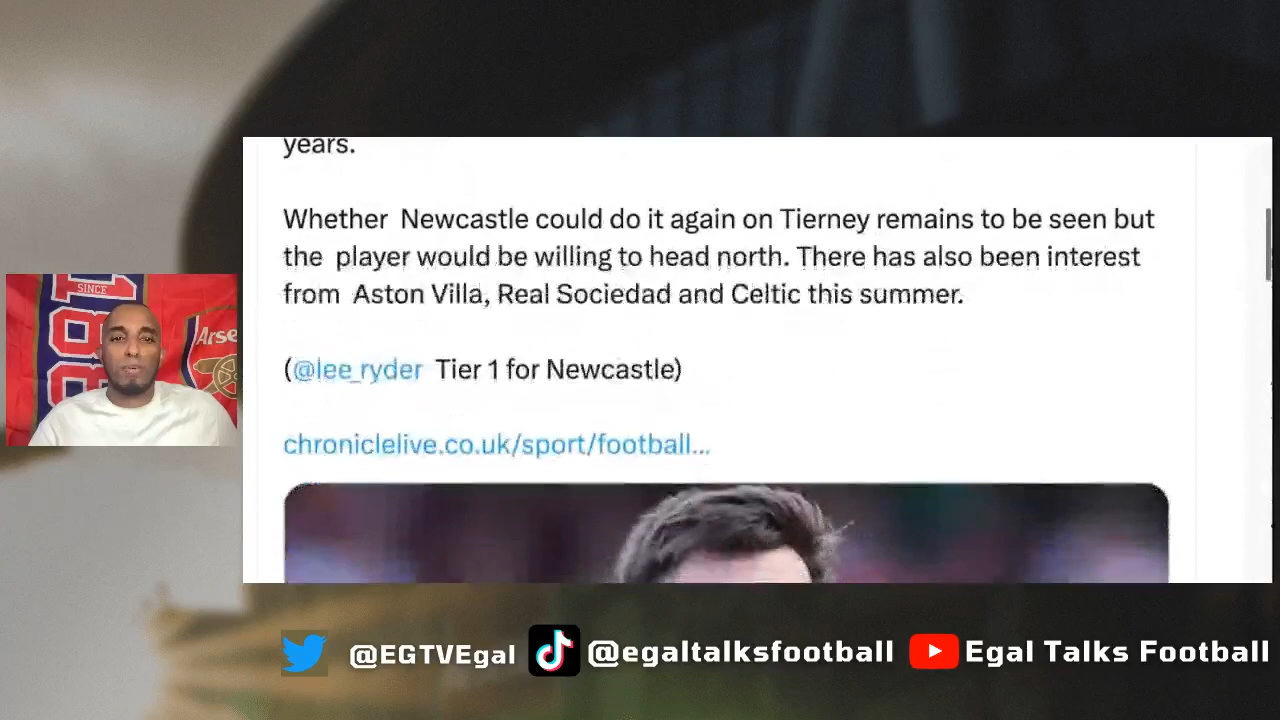 years.
Whether Newcastle could do it again on Tierney remains to be seen but
the player would be willing to head north. There has also been interest
from Aston Villa, Real Sociedad and Celtic this summer.
(@lee_ryder Tier 1 for Newcastle)
chroniclelive.co.uk/sport/football...
SINCE
Arse
@EGTVEgal
@egaltalksfootball
Egal Talks Football